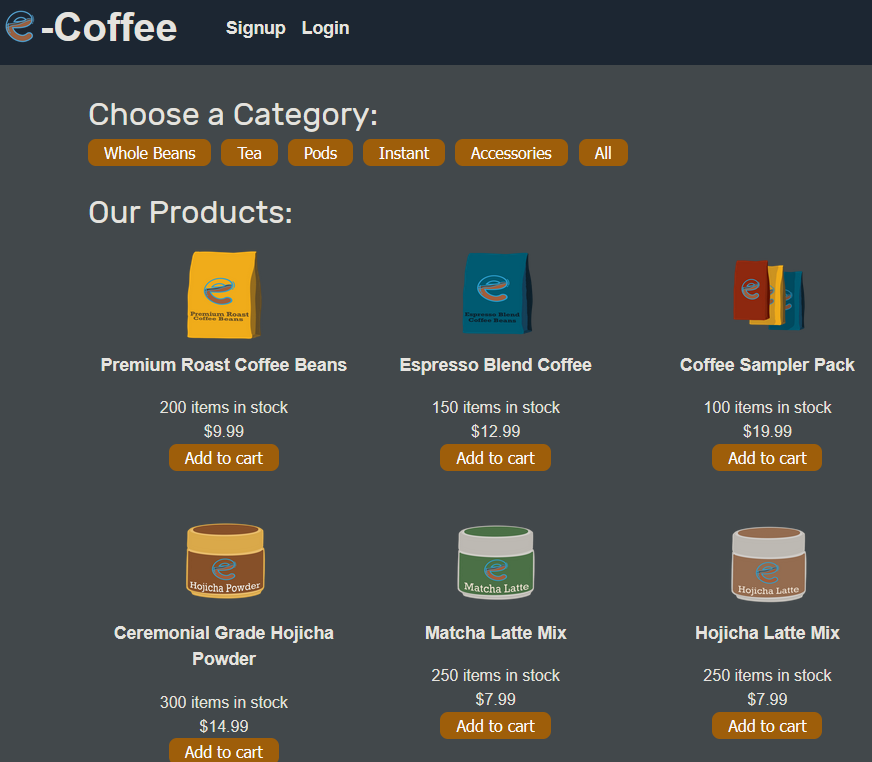 e-Coffee Signup Login
Choose a Category:
Whole Beans Tea Pods Instant Accessories All
Our Products:
Premium Roast
Coffee Beans
Espresso Blend
Coffee Beans
Premium Roast Coffee Beans Espresso Blend Coffee Coffee Sampler Pack
200 items in stock 150 items in stock 100 items in stock
$9.99 $12.99 $19.99
Add to cart Add to cart Add to cart
Hojicha Powder Matcha Latte Hojicha Latte
Ceremonial Grade Hojicha
Powder
Matcha Latte Mix Hojicha Latte Mix
300 items in stock 250 items in stock 250 items in stock
$14.99 $7.99 $7.99
Add to cart Add to cart Add to cart